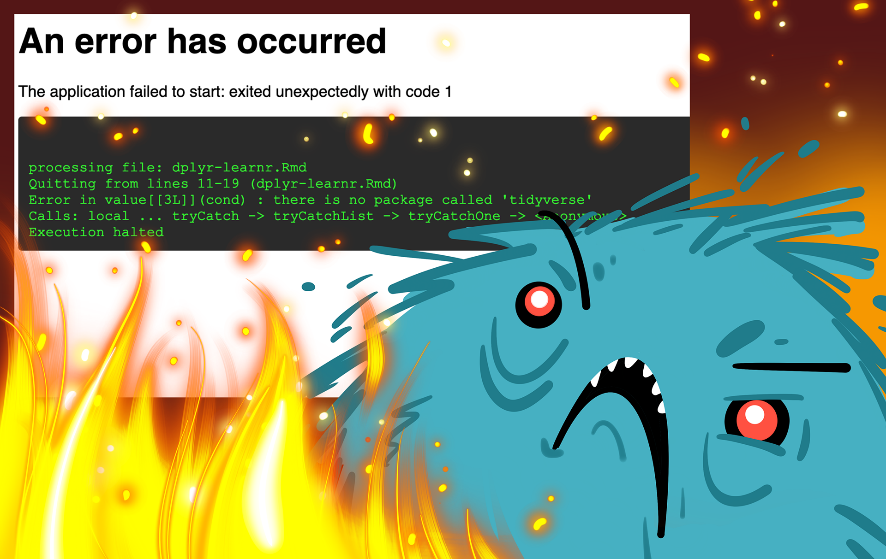 An error has occurred
The application failed to start: exited unexpectedly with code 1
processing file: dplyr-learnr.Rmd
Quitting from lines 11-19 (dplyr-learnr.Rmd)
Error in value[[3L]](cond) : there is no package called 'tidyverse'
Calls: local ... tryCatch -> tryCatchList -> tryCatchOne -> <Anonymous>
Execution halted